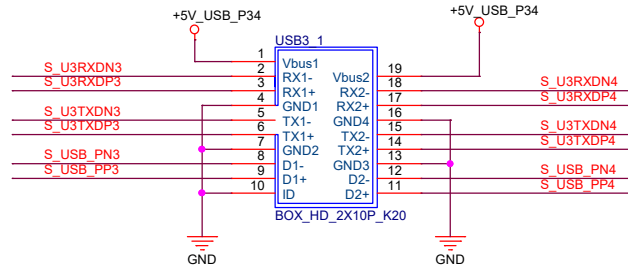 +5V_USB_P34 +5V_USB_P34
USB3_1
1 Vbus1
S_U3RXDN3 2 RX1- Vbus2 19
S_U3RXDP3 3 RX1+ RX2- 18 S_U3RXDN4
4 GND1 RX2+ 17 S_U3RXDP4
S_U3TXDN3 5 TX1- GND4 16
S_U3TXDP3 6 TX1+ TX2- 15 S_U3TXDN4
7 GND2 TX2+ 14 S_U3TXDP4
S_USB_PN3 8 D1- GND3 13
S_USB_PP3 9 D1+ D2- 12 S_USB_PN4
10 ID D2+ 11 S_USB_PP4
BOX_HD_2X10P_K20
GND GND